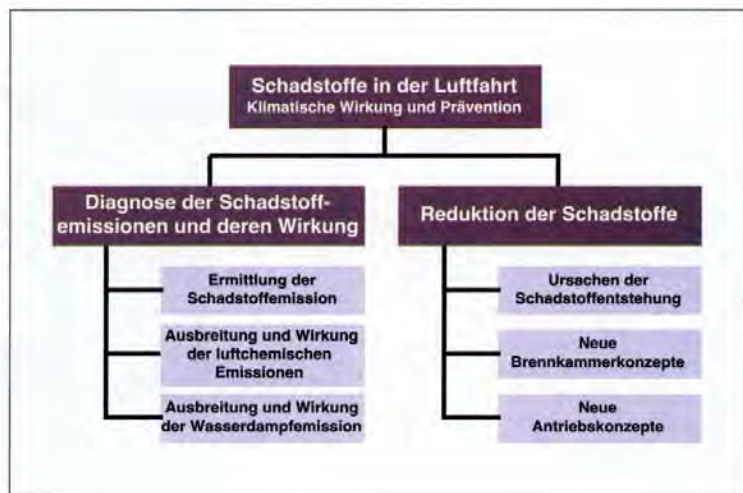 Schadstoffe in der Luftfahrt
Klimatische Wirkung und Prävention
Diagnose der Schadstoff-
emissionen und deren Wirkung
Ermittlung der
Schadstoffemission
Ausbreitung und Wirkung
der luftchemischen
Emissionen
Ausbreitung und Wirkung
der Wasserdampfemission
Reduktion der Schadstoffe
Ursachen der
Schadstoffentstehung
Neue
Brennkammerkonzepte
Neue
Antriebskonzepte